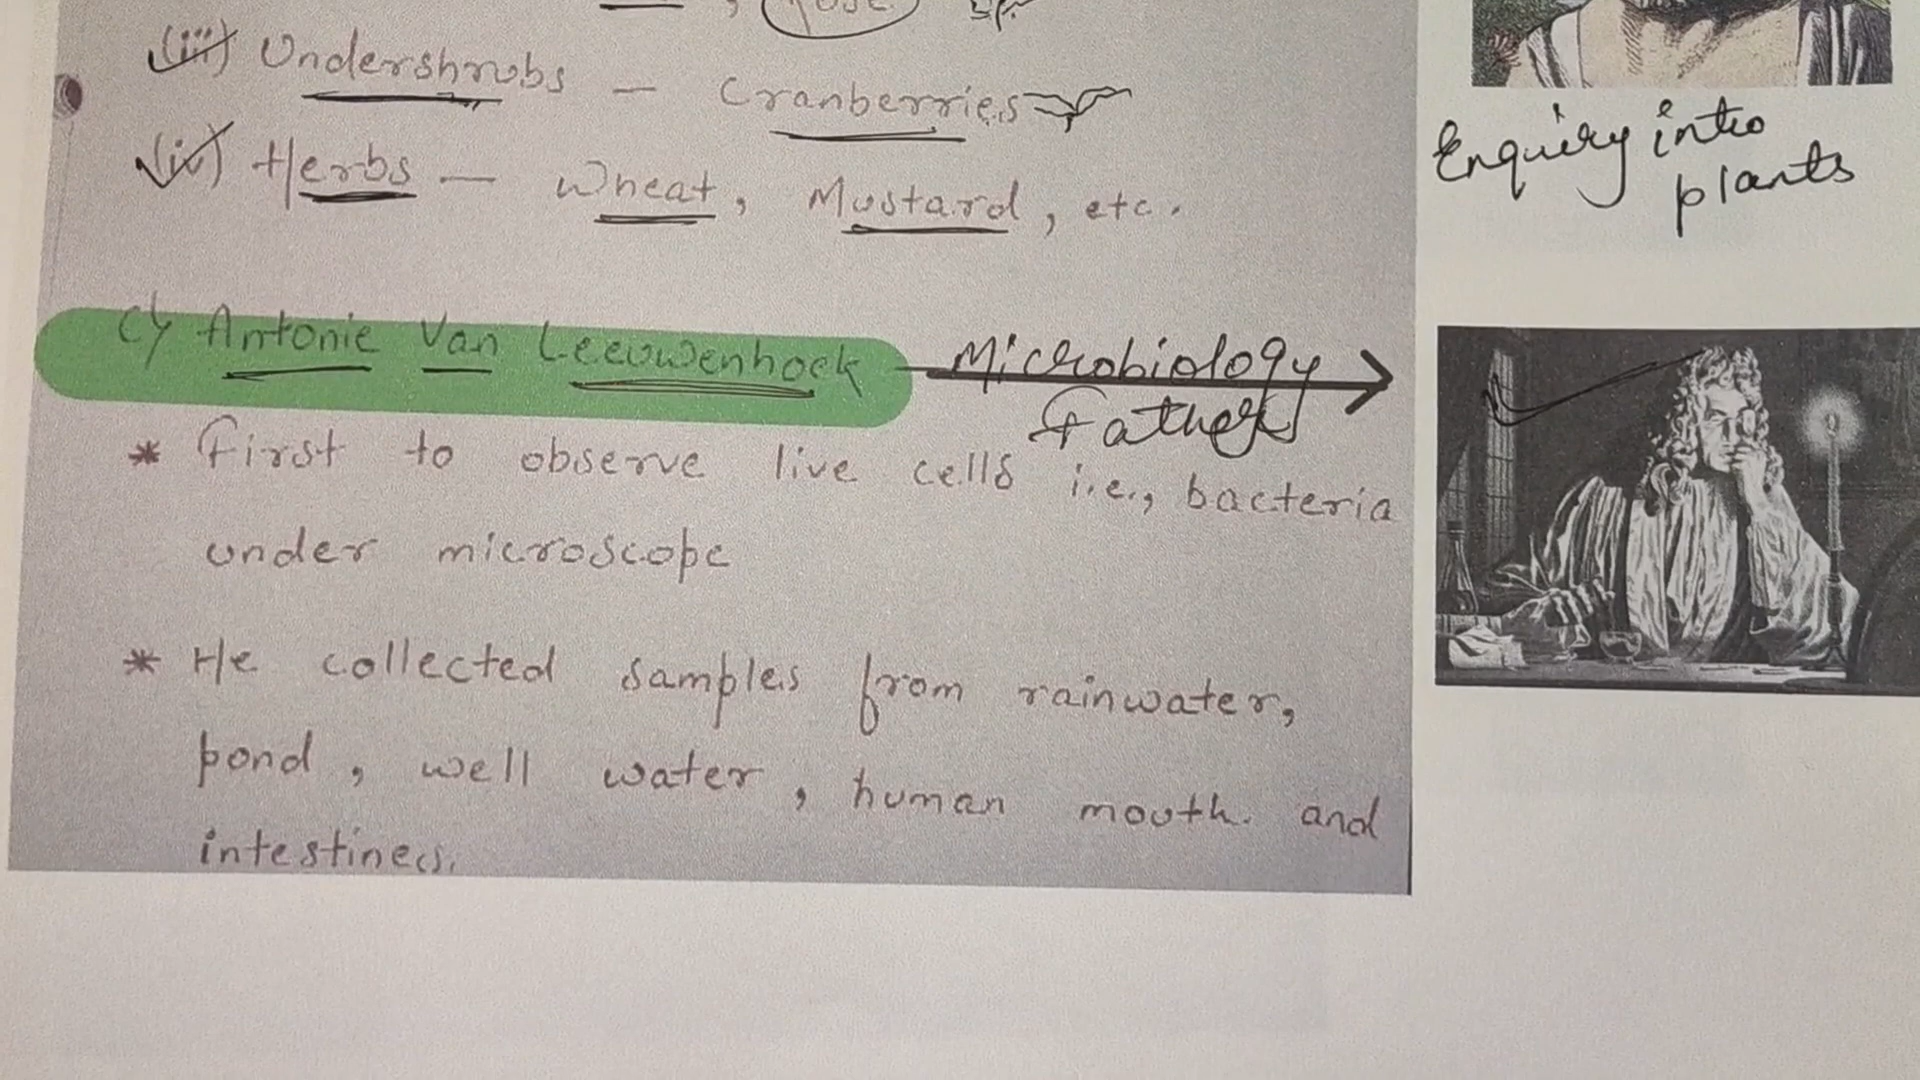 (iii) Undershrubs — Cranberries
(iv) Herbs — Wheat, Mustard, etc.
Enquiry into
plants
C) Antonie Van Leeuwenhoek
Microbiology
Father
* First to observe live cells i.e., bacteria
under microscope
* He collected samples from rainwater,
pond, well water, human mouth. and
intestines.